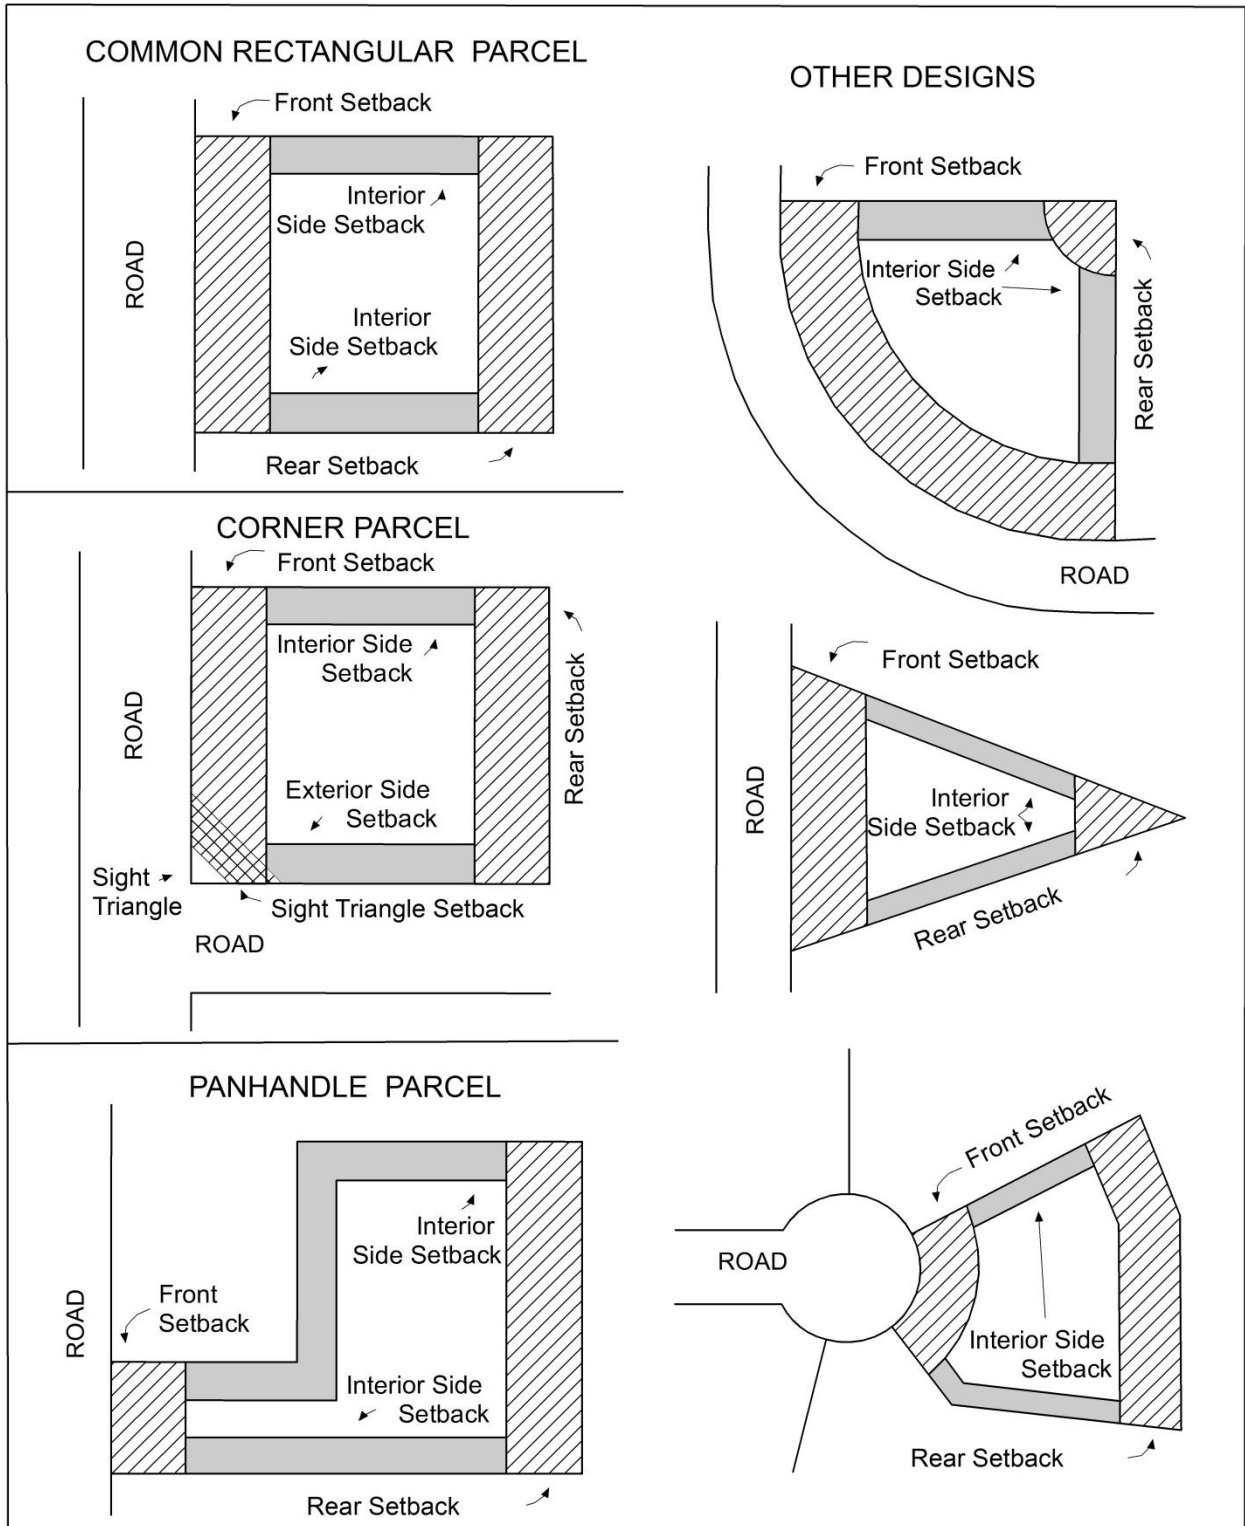 COMMON RECTANGULAR PARCEL
Front Setback
Interior
Side Setback
ROAD
Interior
Side Setback
Rear Setback
CORNER PARCEL
Front Setback
Interior Side
Setback
ROAD
Rear Setback
Exterior Side
Setback
Sight
Triangle
Sight Triangle Setback
ROAD
PANHANDLE PARCEL
Interior
Side Setback
Front
Setback
ROAD
Interior Side
Setback
Rear Setback
OTHER DESIGNS
Front Setback
Interior Side
Setback
Rear Setback
ROAD
Front Setback
ROAD
Interior
Side Setback
Rear Setback
Front Setback
ROAD
Interior Side
Setback
Rear Setback